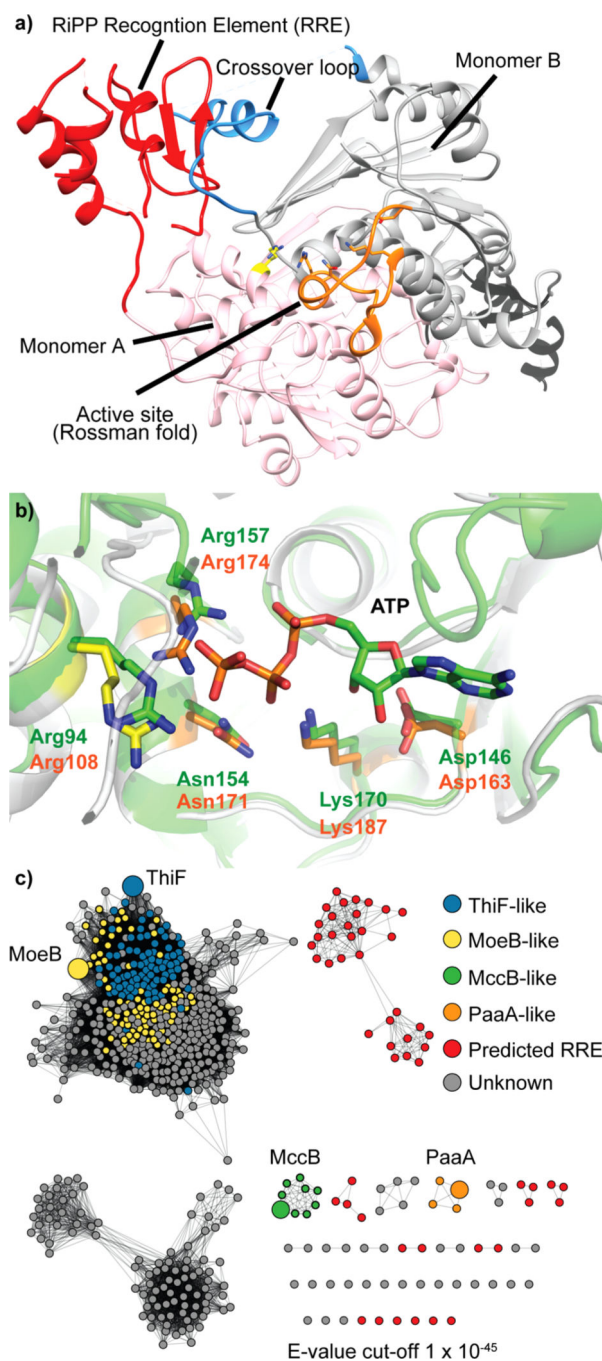 a)
RiPP Recogntion Element (RRE)
Crossover loop
Monomer B
Monomer A
Active site
(Rossman fold)
b)
Arg157
Arg174
ATP
Arg94
Arg108
Asn154
Asn171
Lys170
Lys187
Asp146
Asp163
c)
ThiF
MoeB
ThiF-like
MoeB-like
MccB-like
PaaA-like
Predicted RRE
Unknown
MccB
PaaA
E-value cut-off 1 x 10-45